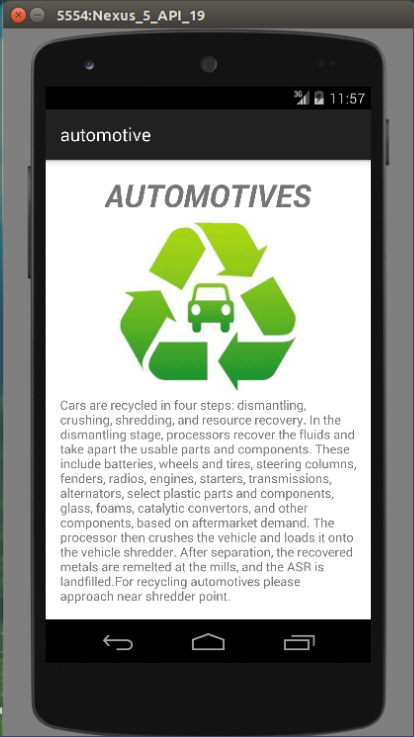 5554:Nexus_5_API_19
3G 11:57
automotive
AUTOMOTIVES
Cars are recycled in four steps: dismantling,
crushing, shredding, and resource recovery. In the
dismantling stage, processors recover the fluids and
take apart the usable parts and components. These
include batteries, wheels and tires, steering columns,
fenders, radios, engines, starters, transmissions,
alternators, select plastic parts and components,
glass, foams, catalytic convertors, and other
components, based on aftermarket demand. The
processor then crushes the vehicle and loads it onto
the vehicle shredder. After separation, the recovered
metals are remelted at the mills, and the ASR is
landfilled.For recycling automotives please
approach near shredder point.